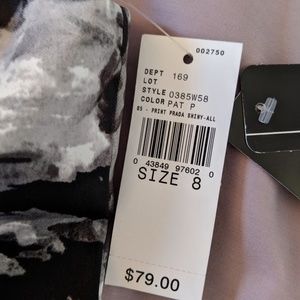 002750
DEPT 169
LOT
STYLE 0385W58
COLOR PAT P
05 - PRINT PRADA SHINY-ALL
0 43849 97602 0
SIZE 8
$79.00